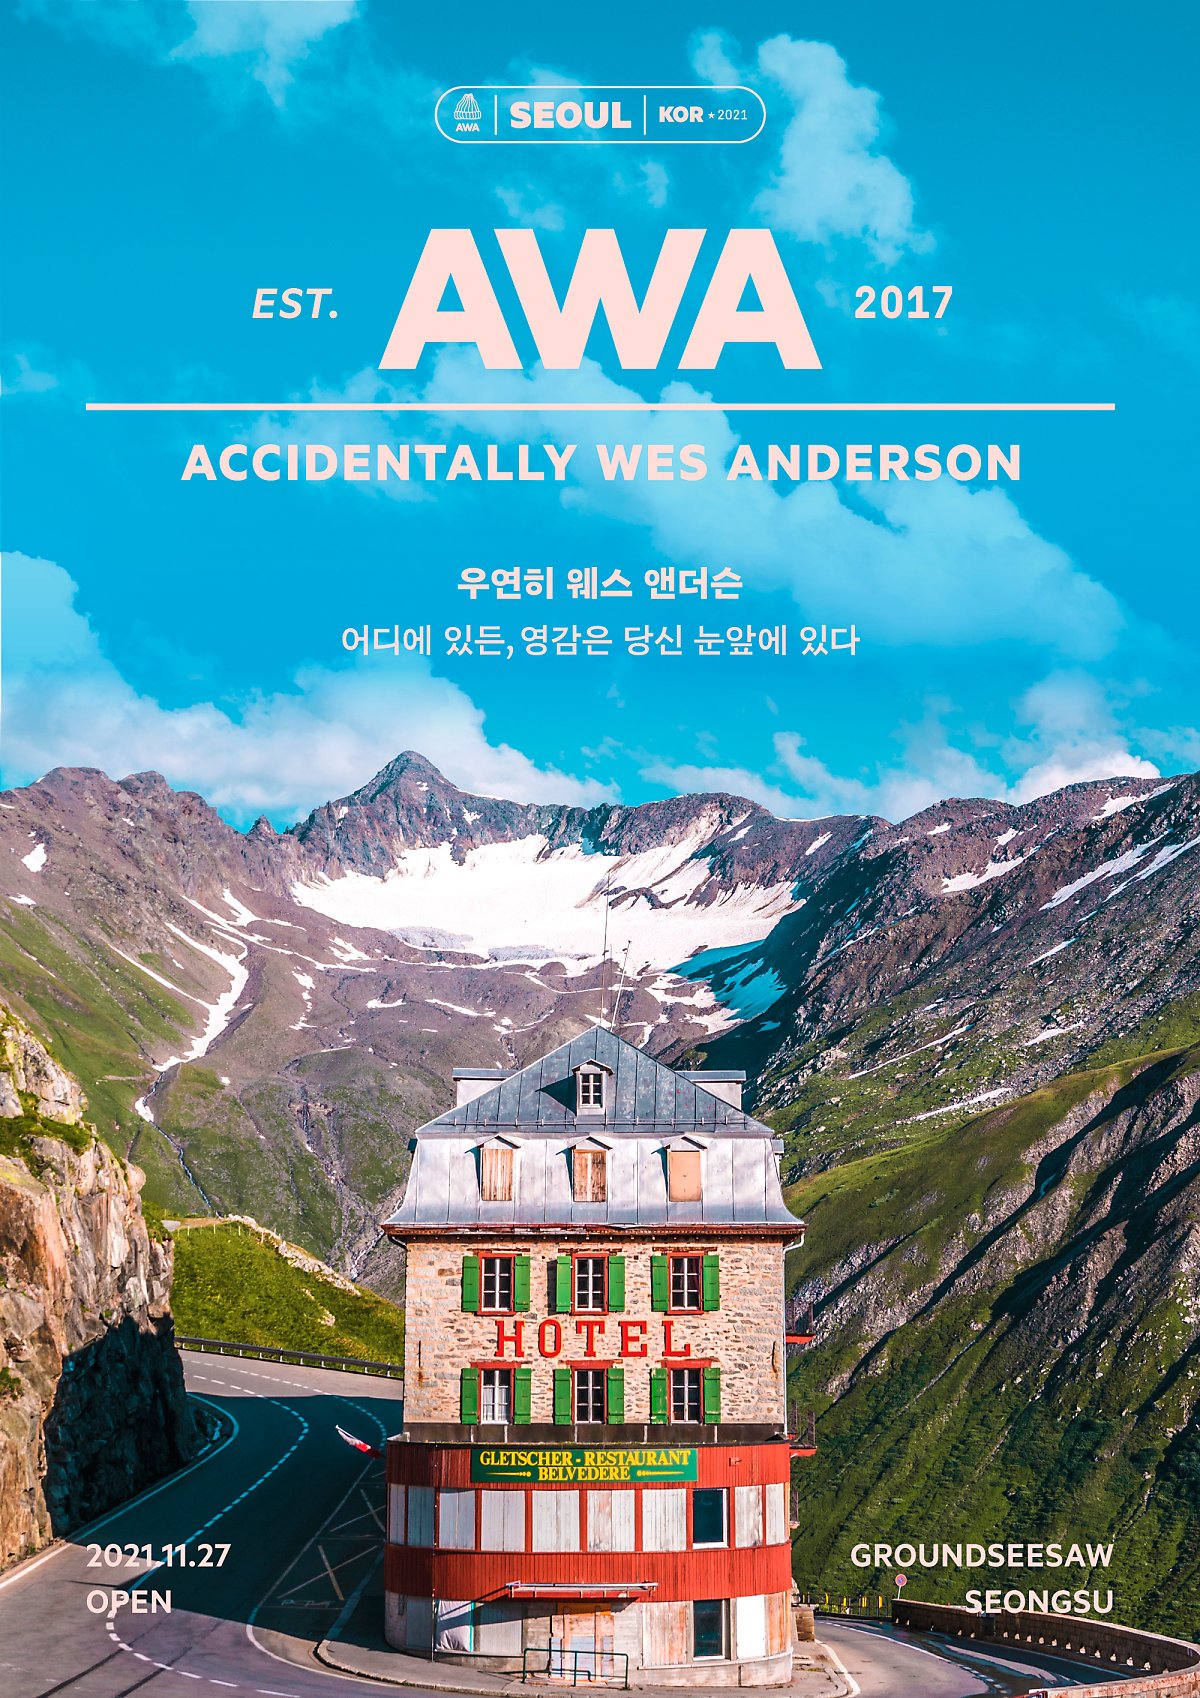 AWA
SEOUL
KOR ★ 2021
EST. AWA 2017
ACCIDENTALLY WES ANDERSON
우연히 웨스 앤더슨
어디에 있든, 영감은 당신 눈앞에 있다
HOTEL
GLETSCHER - RESTAURANT
BELVEDERE
2021.11.27
OPEN
GROUNDSEESAW
SEONGSU